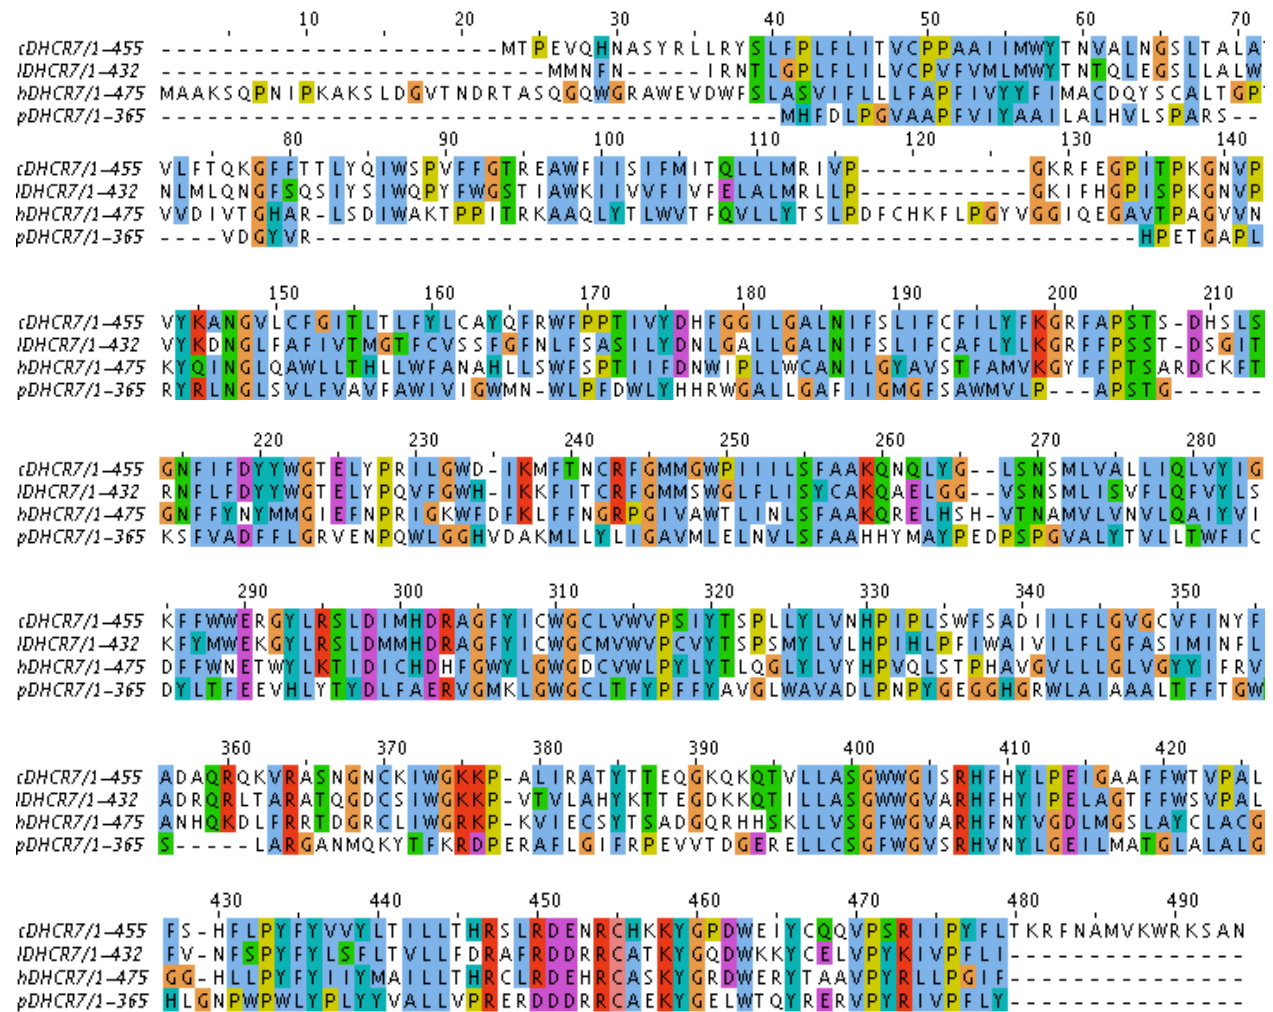 10 20 30 40 50 60 70
cDHCR7/1-455 ----------------------MTPEVQHNASYRLLRYSLFPLFLITVCPPAAIIMWYTNVALNGSLTALA
lDHCR7/1-432 -------------------------MMNFN-----IRNTLGPLFLILVCPVFVMLMWYTNTQLEGSLLALW
hDHCR7/1-475 MAAKSQPNIPKAKSLDGVTNDRTASQGQWGRAWEVDWFSLASVIFLLLFAPFIVYYFIMACDQYSCALTGP
pDHCR7/1-365 ----------------------------------------MHFDLPGVAAPFVIYAAILALHVLSPARS--
80 90 100 110 120 130 140
cDHCR7/1-455 VLFTQKGFFTTLYQIWSPVFFGTREAWFIISIFMITQLLLMRIVP-----------GKRFEGPITPKGNVP
lDHCR7/1-432 NLMLQNGFSQSIYSIWQPYFWGSTIAWKIIVVFIVFELALMRLLP-----------GKIFHGPISPKGNVP
hDHCR7/1-475 VVDIVTGHAR-LSDIWAKTPPITRKAAQLYTLWVTFQVLLYTSLPDFCHKFLPGYVGGIQEGAVTPAGVVN
pDHCR7/1-365 ----VDGYVR-----------------------------------------------------HPETGAPL
150 160 170 180 190 200 210
cDHCR7/1-455 VYKANGVLCFGITLTLFYLCAYQFRWFPPTIVYDHFGGILGALNIFSLIFCFILYFKGRFAPSTS-DHSLS
lDHCR7/1-432 VYKDNGLFAFIVTMGTFCVSSFGFNLFSASILYDNLGALLGALNIFSLIFCAFLYLKGRFFPSST-DSGIT
hDHCR7/1-475 KYQINGLQAWLLTHLLWFANAHLLSWFSPTIIFDNWIPLLWCANILGYAVSTFAMVKGYFFPTSARDCKFT
pDHCR7/1-365 RYRLNGLSVLFVAVFAWIVIGWMN-WLPFDWLYHHRWGALLGAFIIGMGFSAWMVLP---APSTG------
220 230 240 250 260 270 280
cDHCR7/1-455 GNFIFDYYWGTELYPRILGWD-IKMFTNCRFGMMGWPIIILSFAAKQNQLYG--LSNSMLVALLIQLVYIG
lDHCR7/1-432 RNFLFDYYWGTELYPQVFGWH-IKKFITCRFGMMSWGLFLISYCAKQAELGG--VSNSMLISVFLQFVYLS
hDHCR7/1-475 GNFFYNYMMGIEFNPRIGKWFDFKLFFNGRPGIVAWTLINLSFAAKQRELHSH-VTNAMVLVNVLQAIYVI
pDHCR7/1-365 KSFVADFFLGRVENPQWLGGHVDAKMLLYLIGAVMLELNVLSFAAHHYMAYPEDPSPGVALYTVLLTWFIC
290 300 310 320 330 340 350
cDHCR7/1-455 KFFWWERGYLRSLDIMHDRAGFYICWGCLVWVPSIYTSPLLYLVNHPIPLSWFSADIILFLGVGCVFINYF
lDHCR7/1-432 KFYMWEKGYLRSLDMMHDRAGFYICWGCMVWVPCVYTSPSMYLVLHPIHLPFIWAIVILFLGFASIMINFL
hDHCR7/1-475 DFFWNETWYLKTIDICHDHFGWYLGWGDCVWLPYLYTLQGLYLVYHPVQLSTPHAVGVLLLGLVGYYIFRV
pDHCR7/1-365 DYLTFEEVHLYTYDLFAERVGMKLGWGCLTFYPFFYAVGLWAVADLPNPYGEGGHGRWLAIAAALTFFTGW
360 370 380 390 400 410 420
cDHCR7/1-455 ADAQRQKVRASNGNCKIWGKKP-ALIRATYTTEQGKQKQTVLLASGWWGISRHFHYLPEIGAAFFWTVPAL
lDHCR7/1-432 ADRQRLTARATQGDCSIWGKKP-VTVLAHYKTTEGDKKQTILLASGWWGVARHFHYIPELAGTFFWSVPAL
hDHCR7/1-475 ANHQKDLFRRTDGRCLIWGRKP-KVIECSYTSADGQRHHSKLLVSGFWGVARHFNYVGDLMGSLAYCLACG
pDHCR7/1-365 S-----LARGANMQKYTFKRDPERAFLGIFRPEVVTDGERELLCSGFWGVSRHVNYLGEILMATGLALALG
430 440 450 460 470 480 490
cDHCR7/1-455 FS-HFLPYFYVVYLTILLTHRSLRDENRCHKKYGPDWEIYCQQVPSRIIPYFLTKRFNAMVKWRKSAN
lDHCR7/1-432 FV-NFSPYFYLSFLTVLLFDRAFRDDRRCATKYGQDWKKYCELVPYKIVPFLI---------------
hDHCR7/1-475 GG-HLLPYFYIIYMAILLTHRCLRDEHRCASKYGRDWERYTAAVPYRLLPGIF---------------
pDHCR7/1-365 HLGNPWPWLYPLYYVALLVPRERDDDRRCAEKYGELWTQYRERVPYRIVPFLY---------------